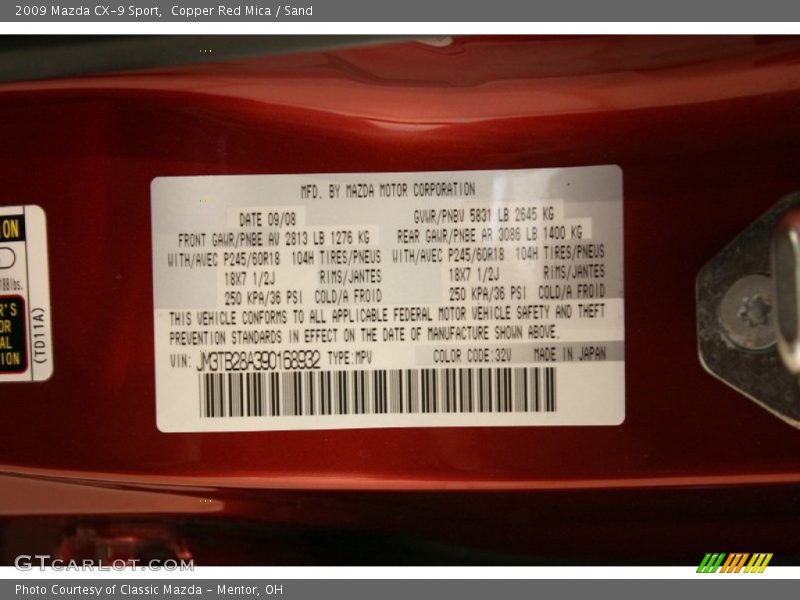 2009 Mazda CX-9 Sport,  Copper Red Mica / Sand
MFD. BY MAZDA MOTOR CORPORATION
DATE 09/08 GVWR/PNBV 5831 LB 2645 KG
FRONT GAWR/PNBE AV 2813 LB 1276 KG REAR GAWR/PNBE AR 3086 LB 1400 KG
WITH/AVEC P245/60R18 104H TIRES/PNEUS WITH/AVEC P245/60R18 104H TIRES/PNEUS
18X7 1/2J RIMS/JANTES 18X7 1/2J RIMS/JANTES
250 KPA/36 PSI COLD/A FROID 250 KPA/36 PSI COLD/A FROID
THIS VEHICLE CONFORMS TO ALL APPLICABLE FEDERAL MOTOR VEHICLE SAFETY AND THEFT
PREVENTION STANDARDS IN EFFECT ON THE DATE OF MANUFACTURE SHOWN ABOVE.
VIN: JM3TB28A390168932 TYPE:MPV COLOR CODE:32U MADE IN JAPAN
ION
lbs.
R'S
OR
AL
ION
(TD11A)
GTCARLOT.COM
Photo Courtesy of Classic Mazda - Mentor, OH